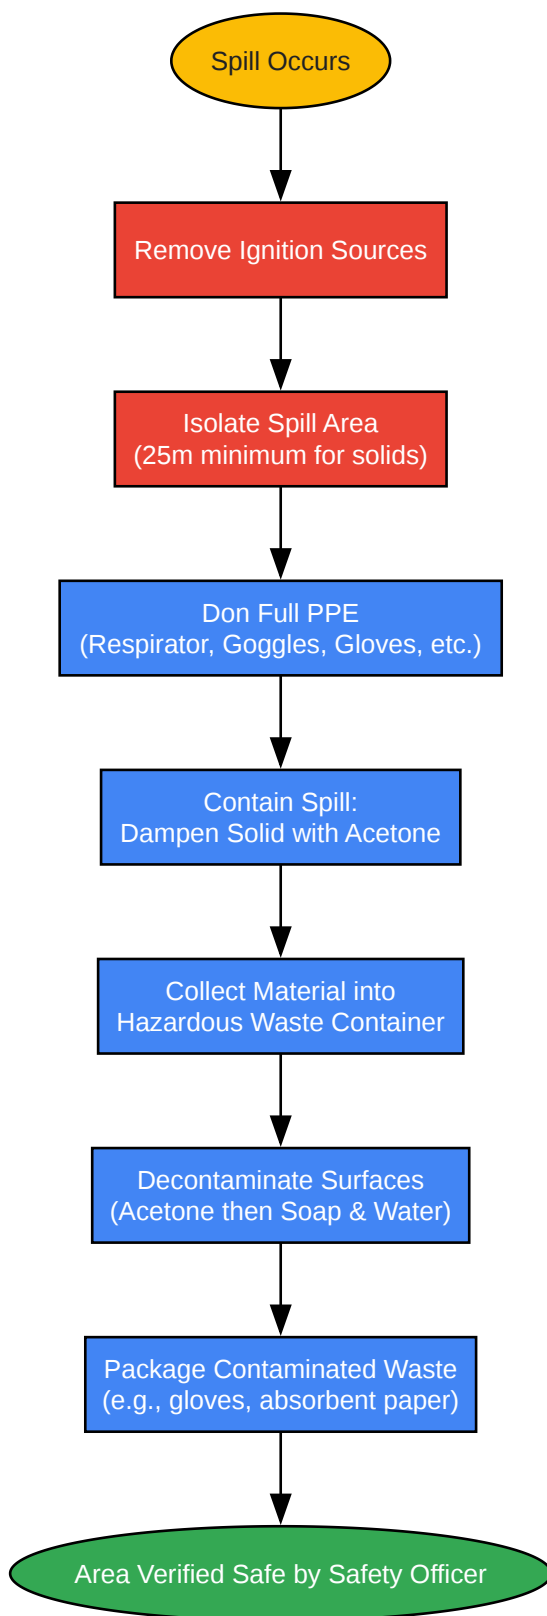 Spill Occurs
Remove Ignition Sources
Isolate Spill Area
(25m minimum for solids)
Don Full PPE
(Respirator, Goggles, Gloves, etc.)
Contain Spill:
Dampen Solid with Acetone
Collect Material into
Hazardous Waste Container
Decontaminate Surfaces
(Acetone then Soap & Water)
Package Contaminated Waste
(e.g., gloves, absorbent paper)
Area Verified Safe by Safety Officer